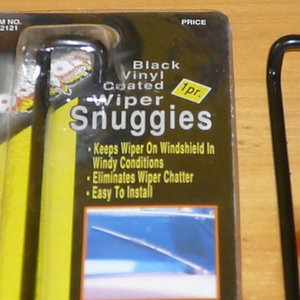 M NO.
2121
PRICE
Black
Vinyl
Coated
1pr.
Wiper
Snuggies
• Keeps Wiper On Windshield In
Windy Conditions
• Eliminates Wiper Chatter
• Easy To Install